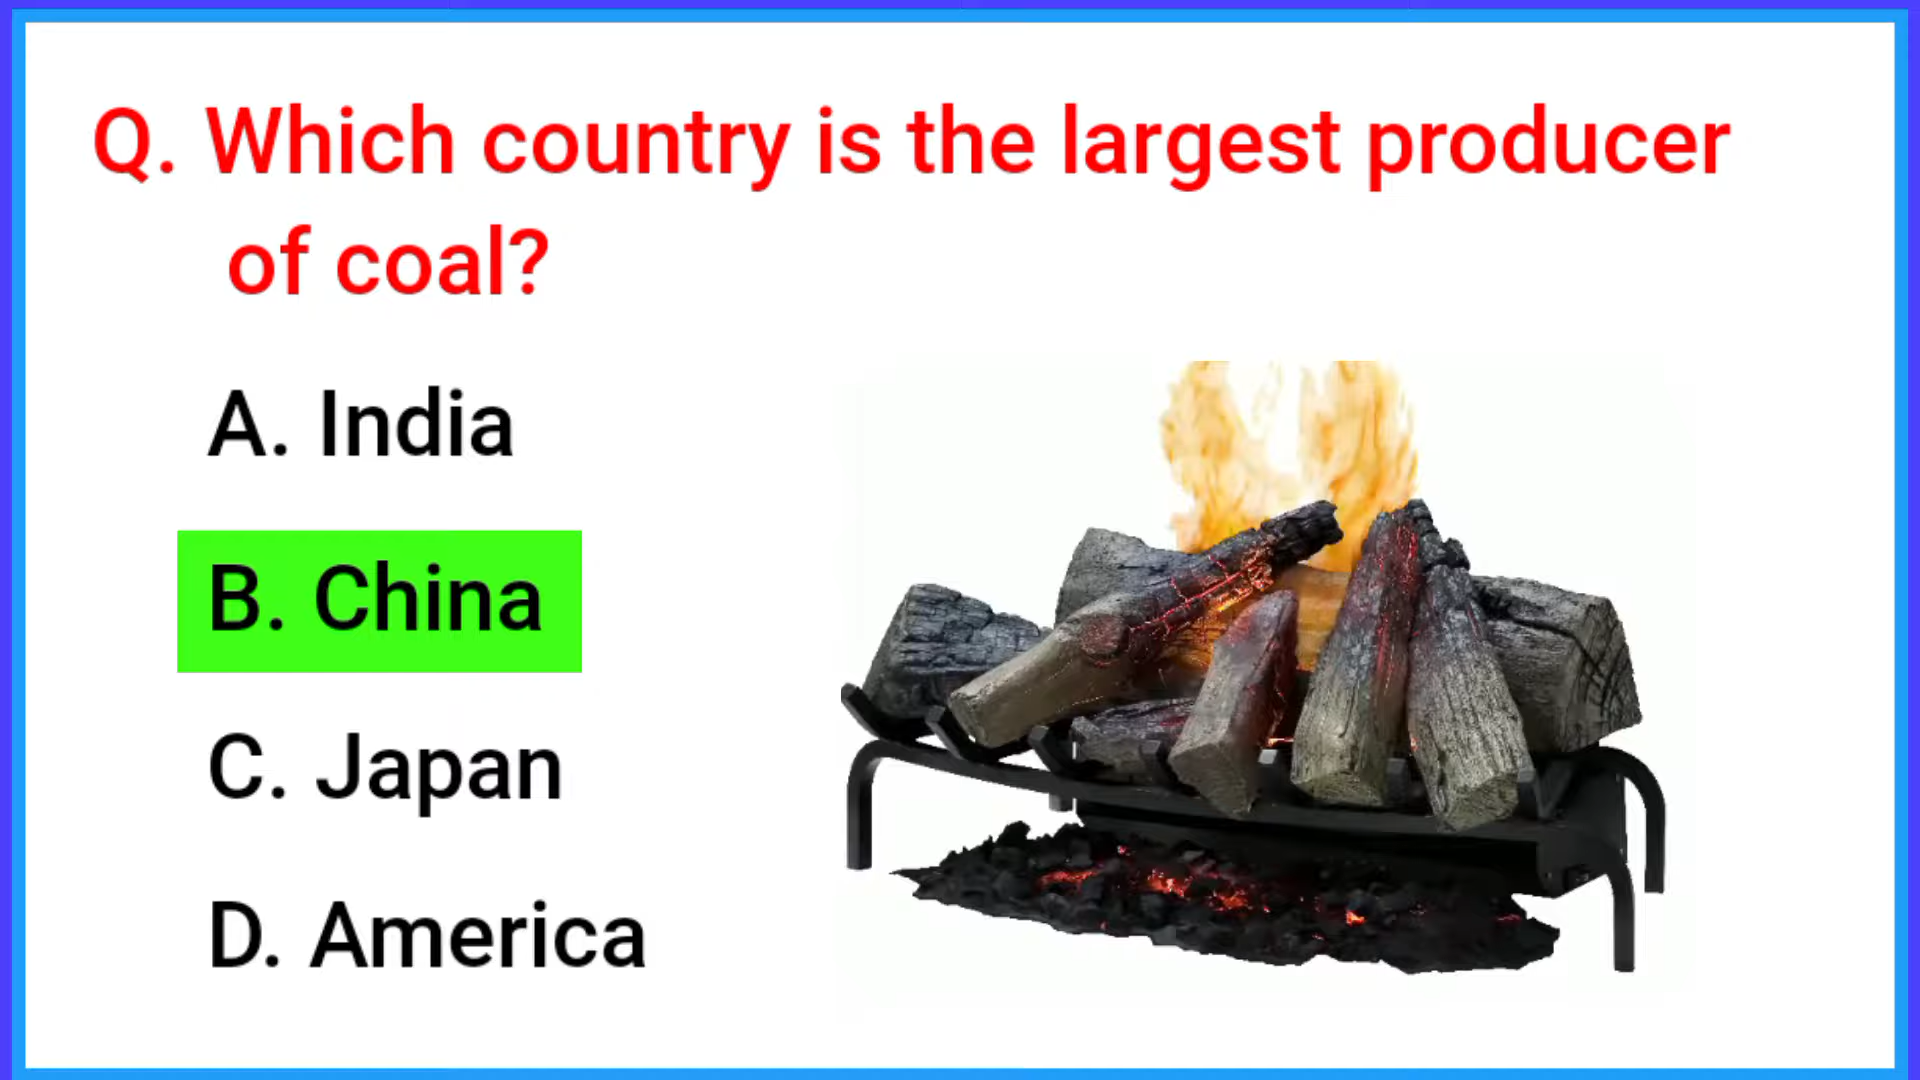 Q. Which country is the largest producer
of coal?
A. India
B. China
C. Japan
D. America